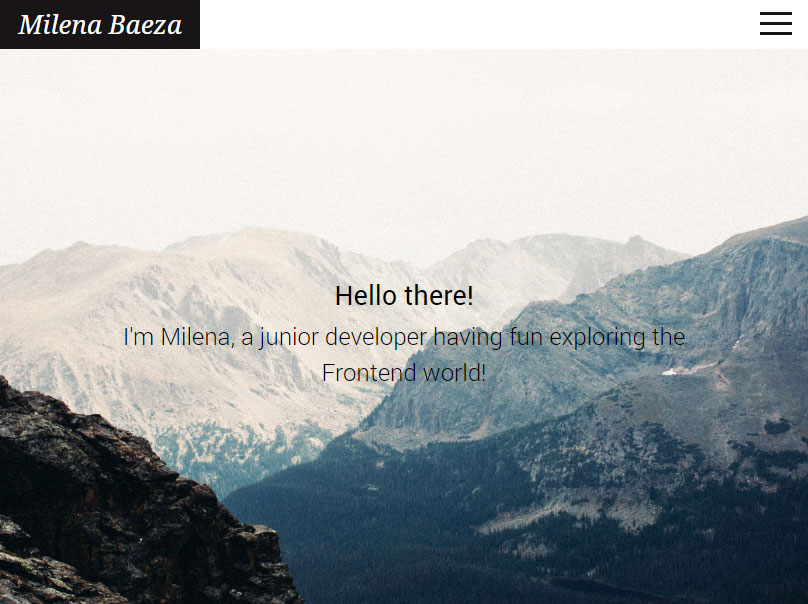 Milena Baeza
Hello there!
I'm Milena, a junior developer having fun exploring the
Frontend world!